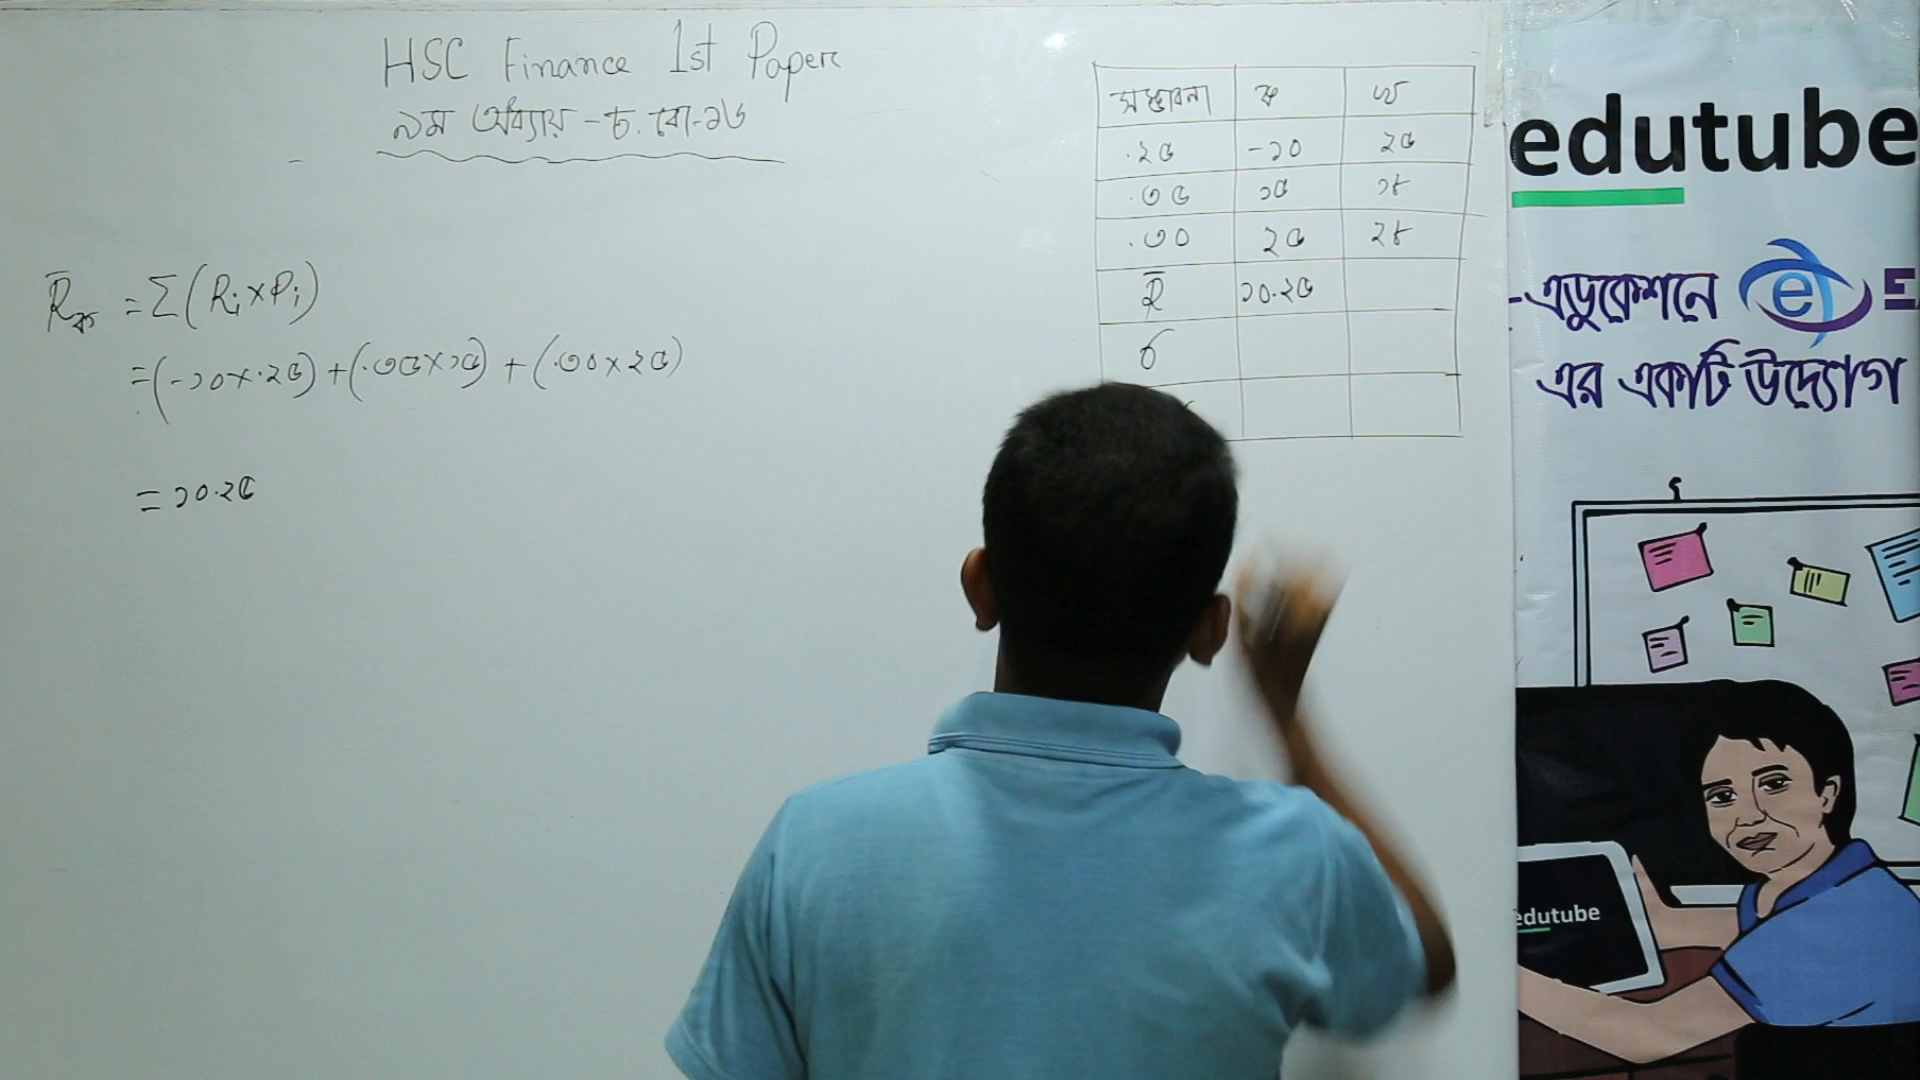 HSC Finance 1st Paper
৯ম অধ্যায় - চ. বো-১৬
R̄ক = Σ(Ri×Pi)
=(-১০×.২৫)+(.৩৫×১৫)+(.৩০×২৫)
= ১০.২৫
সম্ভাবনা ক খ
.২৫ -১০ ২৫
.৩৫ ১৫ ১৮
.৩০ ২৫ ২৮
R̄ ১০.২৫
σ
edutube
-এডুকেশনে e E
এর একটি উদ্যোগ
edutube